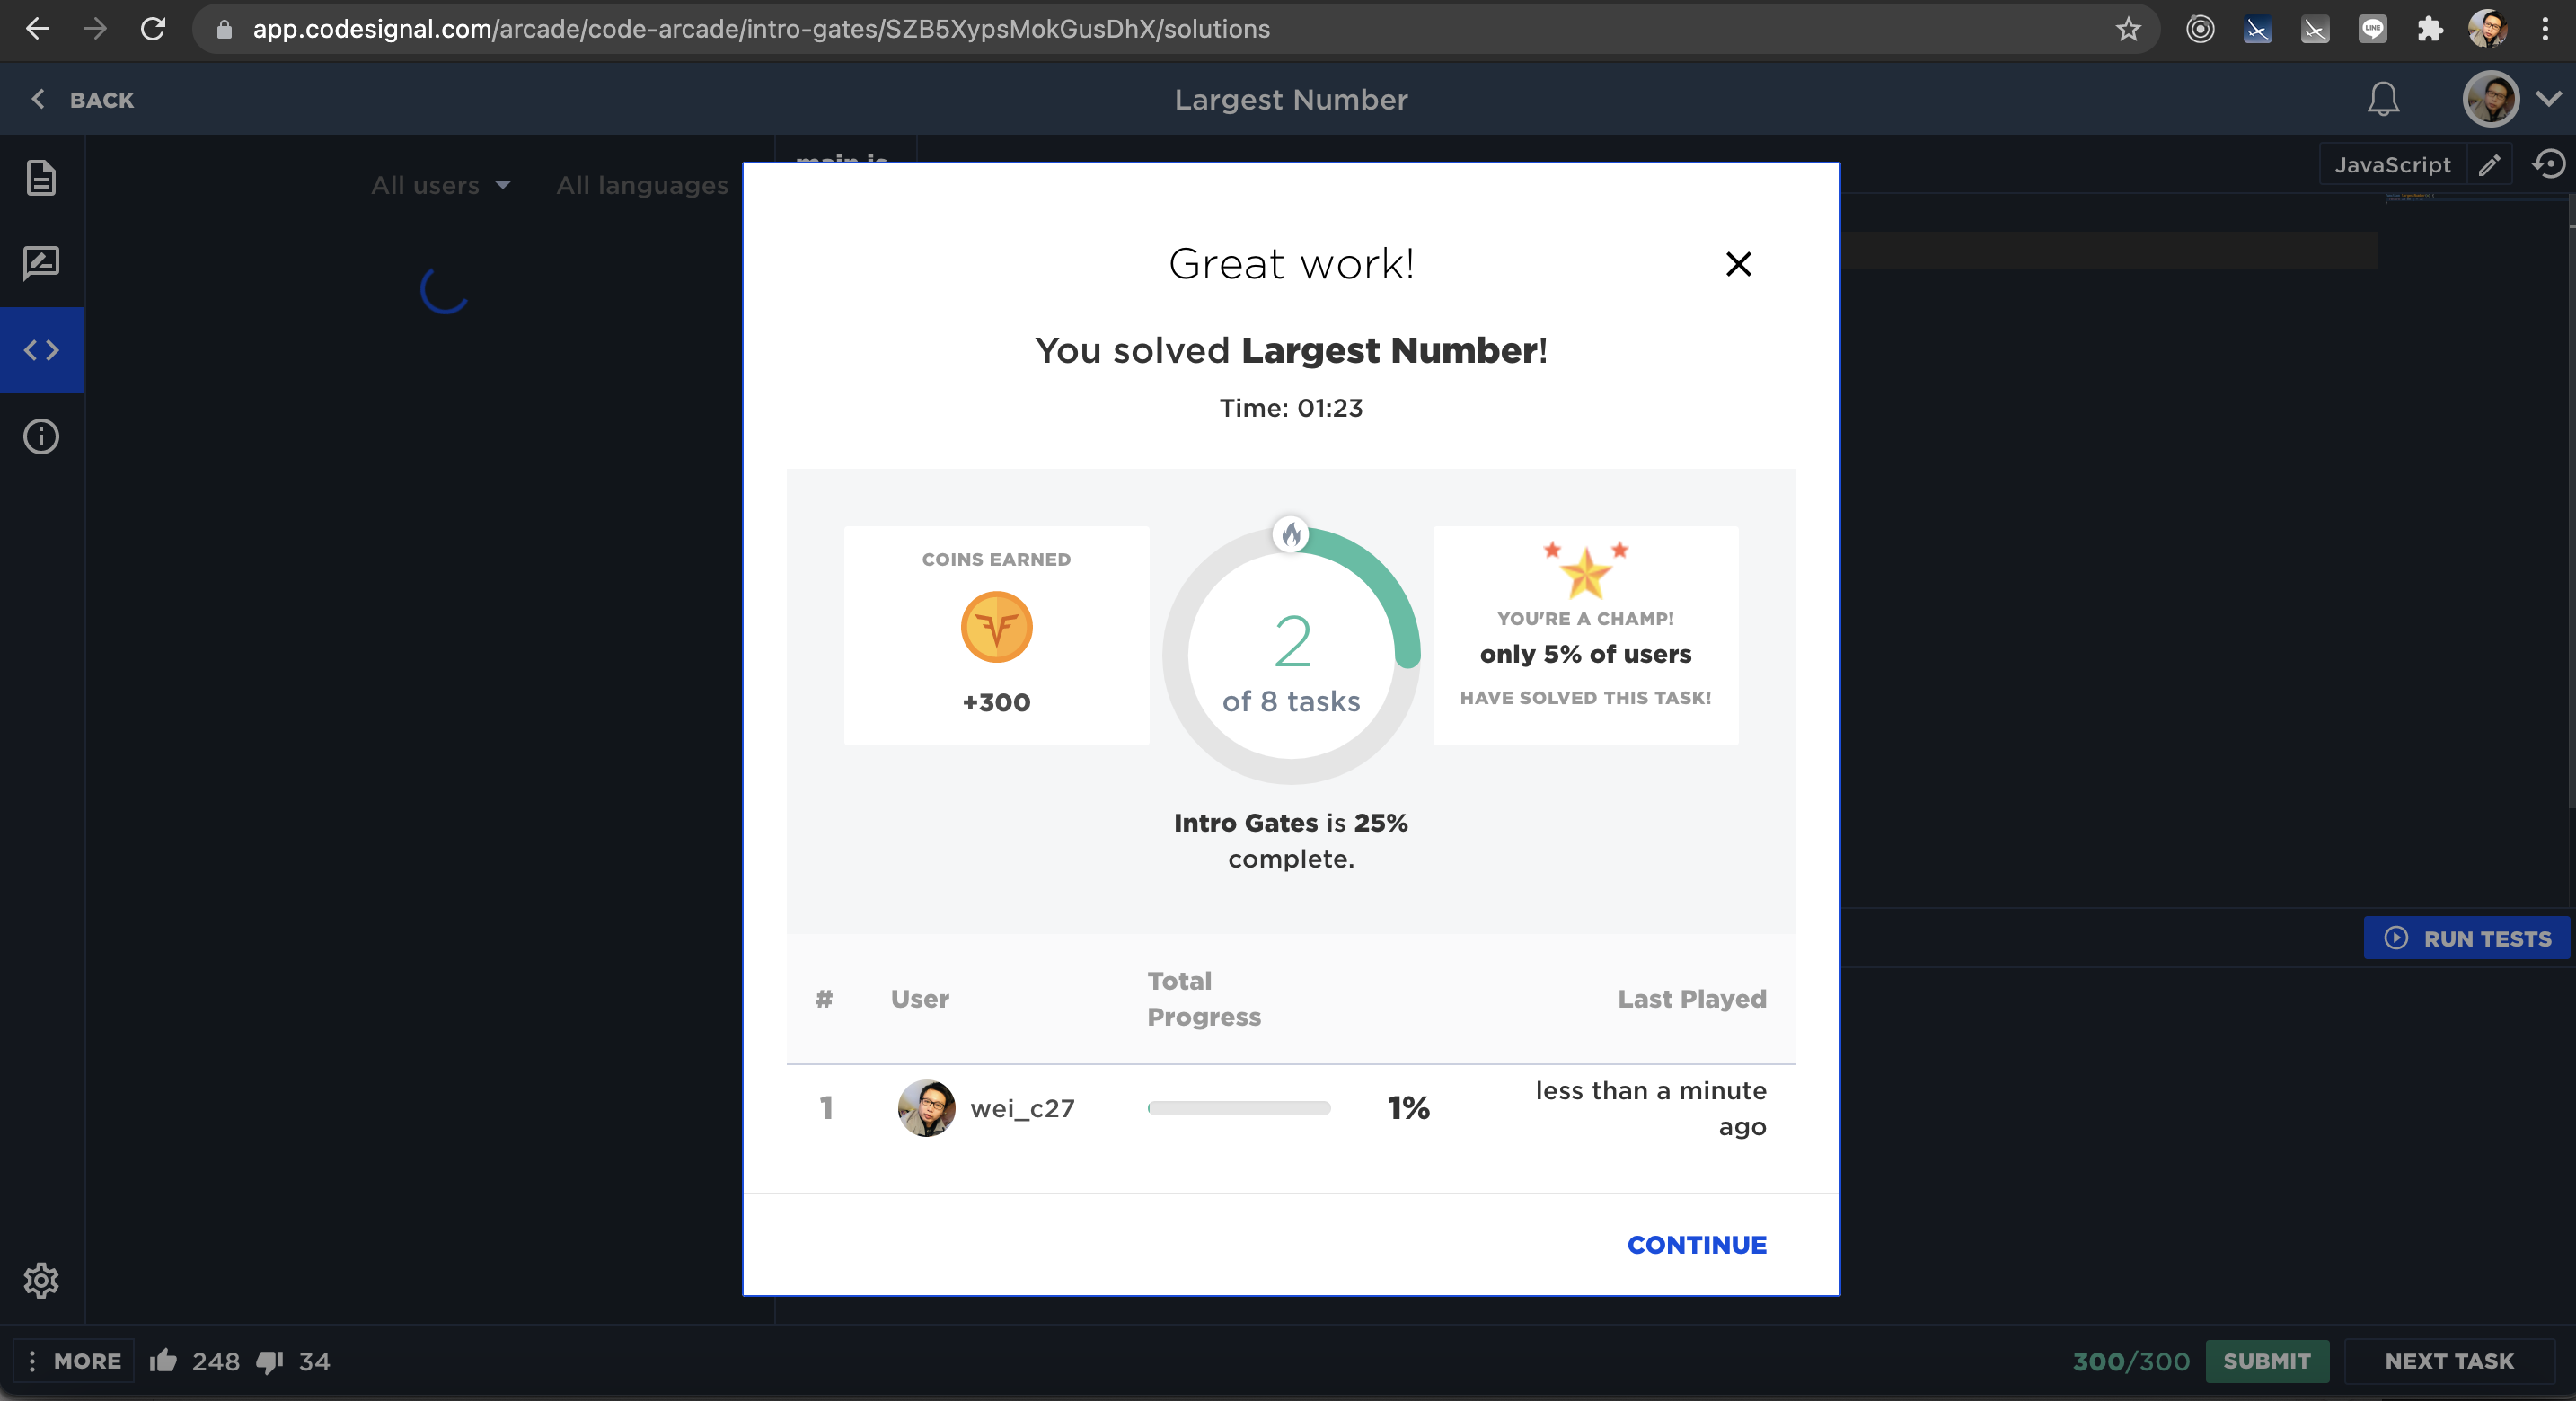 app.codesignal.com/arcade/code-arcade/intro-gates/SZB5XypsMokGusDhX/solutions
LINE
BACK
Largest Number
All users
All languages
main.js
JavaScript
Great work!
You solved Largest Number!
Time: 01:23
COINS EARNED
+300
2
of 8 tasks
YOU'RE A CHAMP!
only 5% of users
HAVE SOLVED THIS TASK!
Intro Gates is 25%
complete.
RUN TESTS
#
User
Total
Progress
Last Played
1
wei_c27
1%
less than a minute
ago
CONTINUE
MORE
248
34
300/300
SUBMIT
NEXT TASK